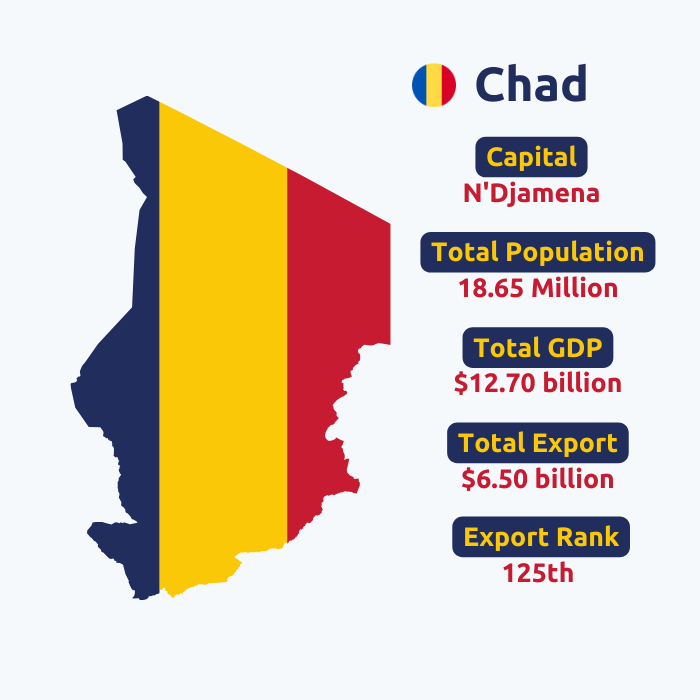 Chad
Capital
N'Djamena
Total Population
18.65 Million
Total GDP
$12.70 billion
Total Export
$6.50 billion
Export Rank
125th